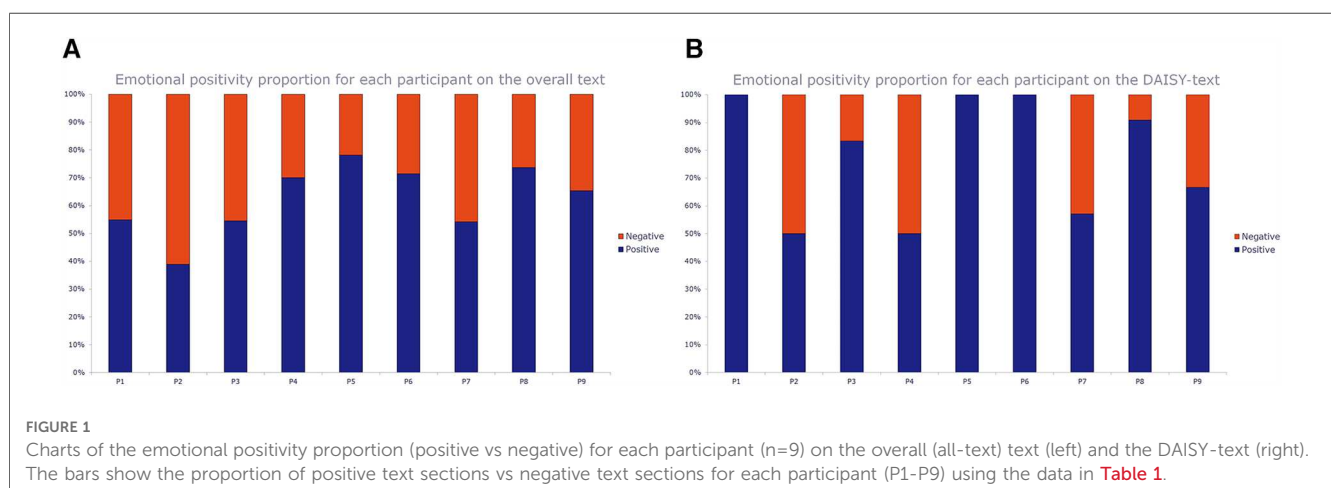 A
Emotional positivity proportion for each participant on the overall text
100%
90%
80%
70%
60%
50%
40%
30%
20%
10%
0%
P1 P2 P3 P4 P5 P6 P7 P8 P9
Negative
Positive
B
Emotional positivity proportion for each participant on the DAISY-text
100%
90%
80%
70%
60%
50%
40%
30%
20%
10%
0%
P1 P2 P3 P4 P5 P6 P7 P8 P9
Negative
Positive
FIGURE 1
Charts of the emotional positivity proportion (positive vs negative) for each participant (n=9) on the overall (all-text) text (left) and the DAISY-text (right).
The bars show the proportion of positive text sections vs negative text sections for each participant (P1-P9) using the data in Table 1.